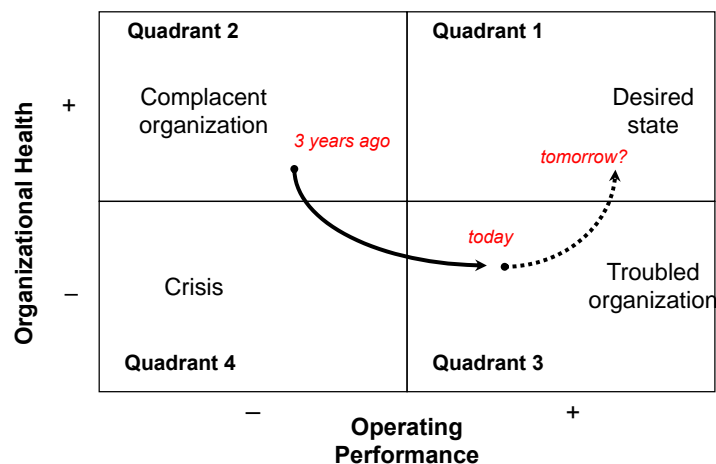 Quadrant 2
Quadrant 1
Complacent
organization
Desired
state
+
3 years ago
tomorrow?
Organizational Health
today
Crisis
Troubled
organization
–
Quadrant 4
Quadrant 3
–
+
Operating
Performance